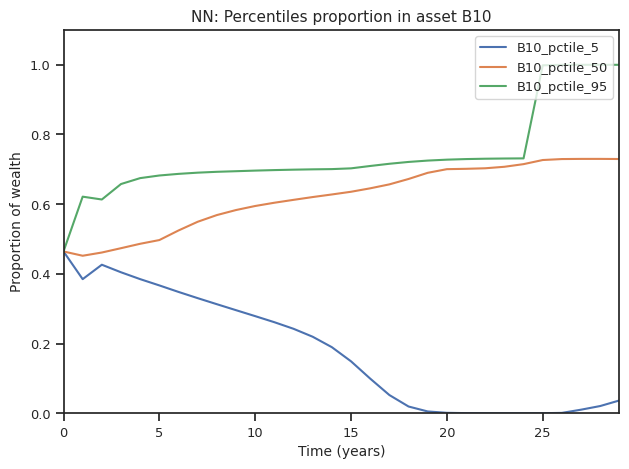 NN: Percentiles proportion in asset B10
B10_pctile_5
B10_pctile_50
B10_pctile_95
Proportion of wealth
1.0
0.8
0.6
0.4
0.2
0.0
0 5 10 15 20 25
Time (years)